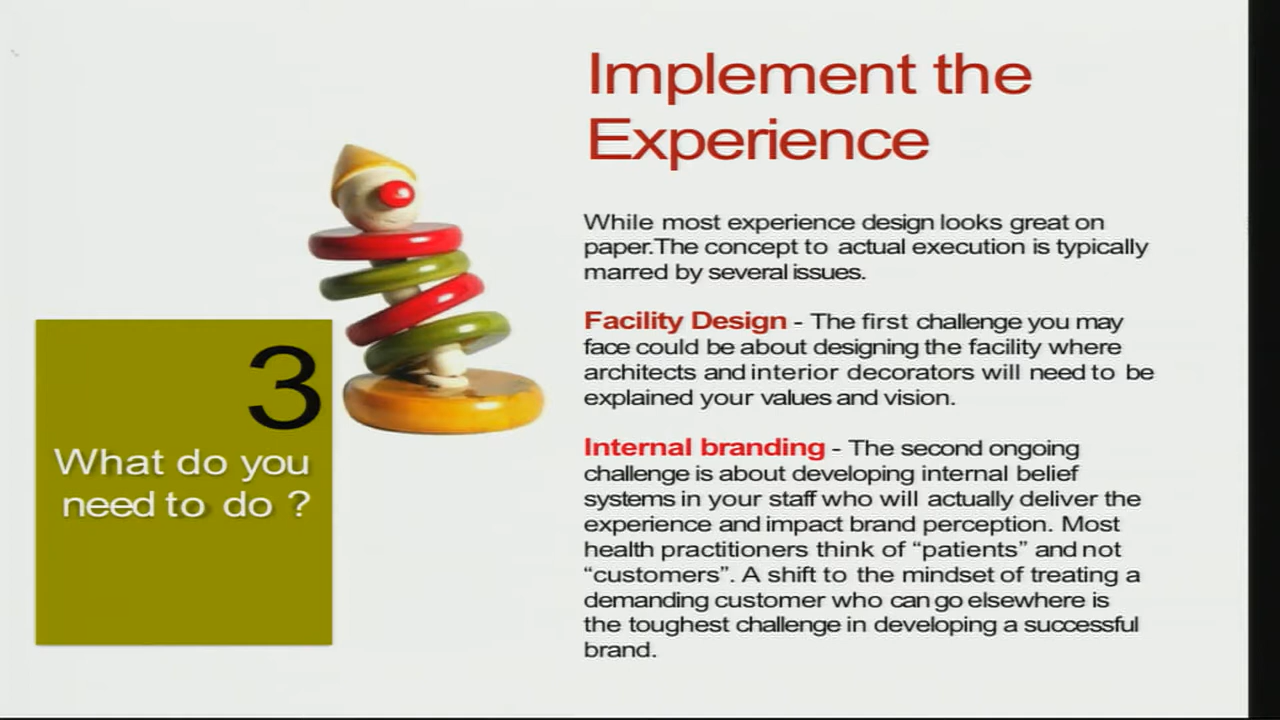 Implement the
Experience
While most experience design looks great on
paper.The concept to actual execution is typically
marred by several issues.
Facility Design - The first challenge you may
face could be about designing the facility where
architects and interior decorators will need to be
explained your values and vision.
Internal branding - The second ongoing
challenge is about developing internal belief
systems in your staff who will actually deliver the
experience and impact brand perception. Most
health practitioners think of “patients” and not
“customers”. A shift to the mindset of treating a
demanding customer who can go elsewhere is
the toughest challenge in developing a successful
brand.
3
What do you
need to do ?